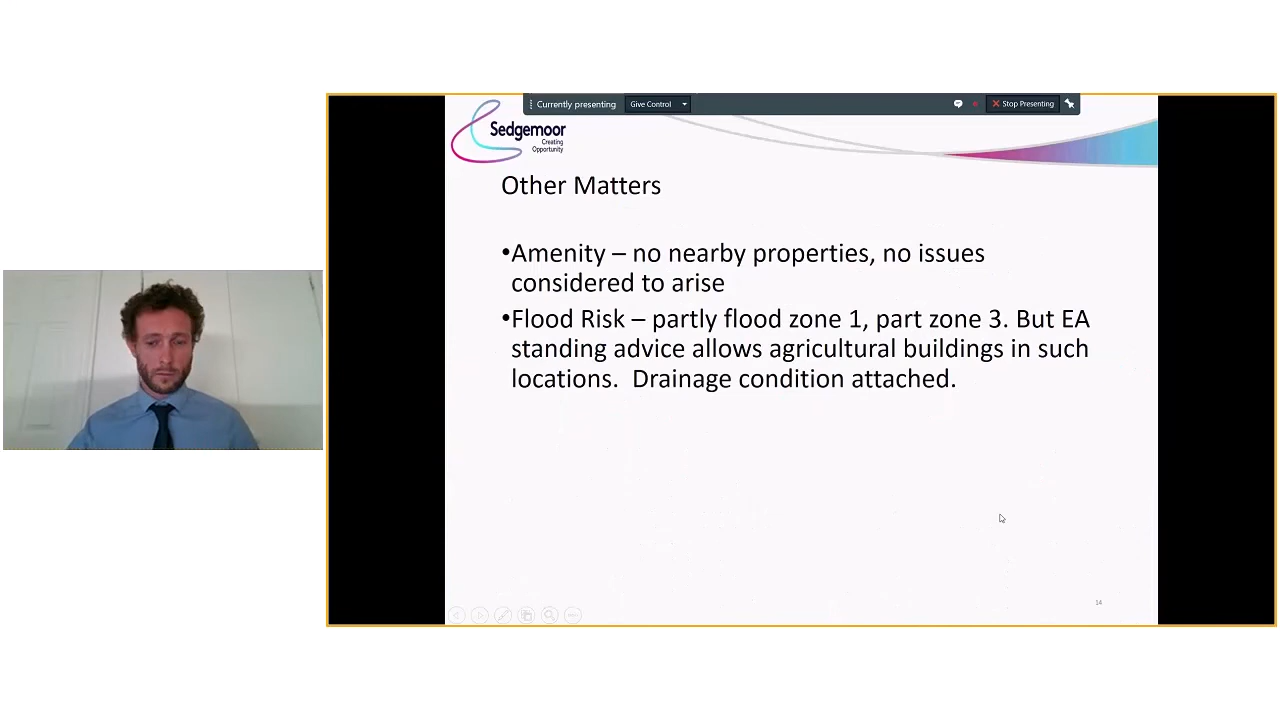 Currently presenting
Give Control
Stop Presenting
Sedgemoor
Creating
Opportunity
Other Matters
•Amenity – no nearby properties, no issues
considered to arise
•Flood Risk – partly flood zone 1, part zone 3. But EA
standing advice allows agricultural buildings in such
locations.  Drainage condition attached.
14